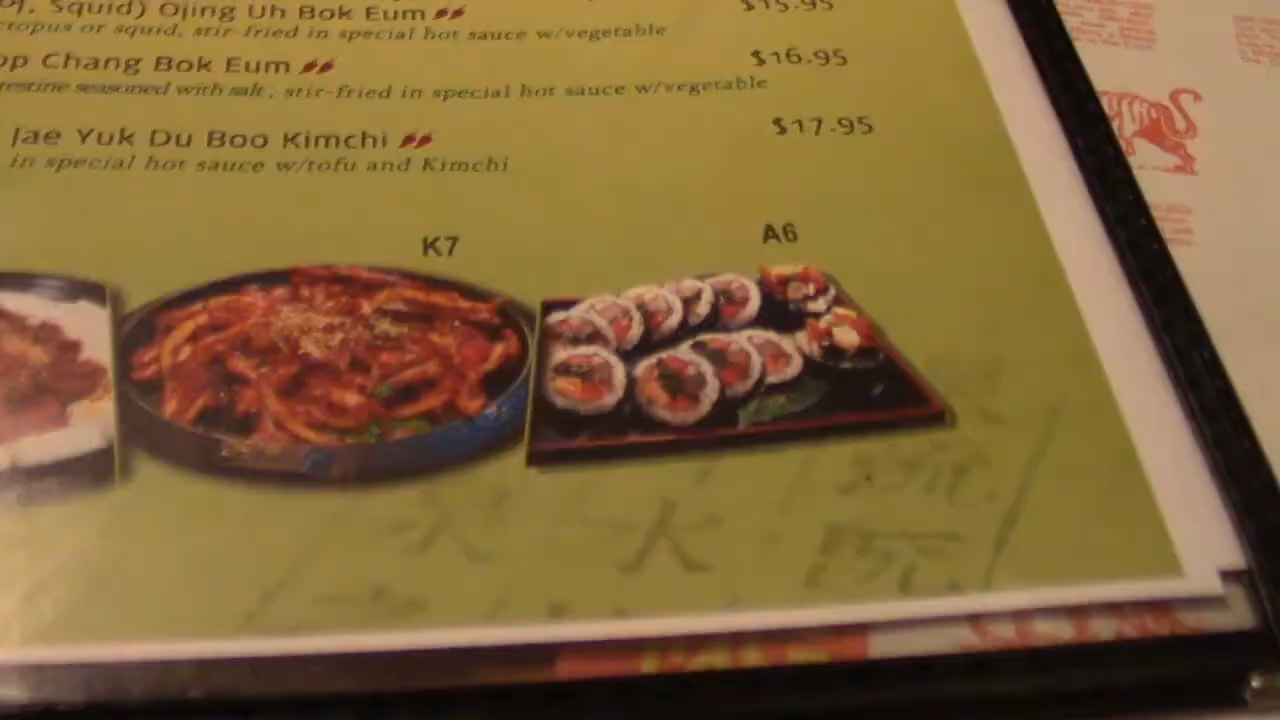 Squid) Ojing Uh Bok Eum
$15.95
or squid, stir fried in special hot sauce w/vegetable
Chang Bok Eum
$16.95
seasoned with salt, stir-fried in special hot sauce w/vegetable
Jae Yuk Du Boo Kimchi
$17.95
in special hot sauce w/tofu and Kimchi
K7
A6